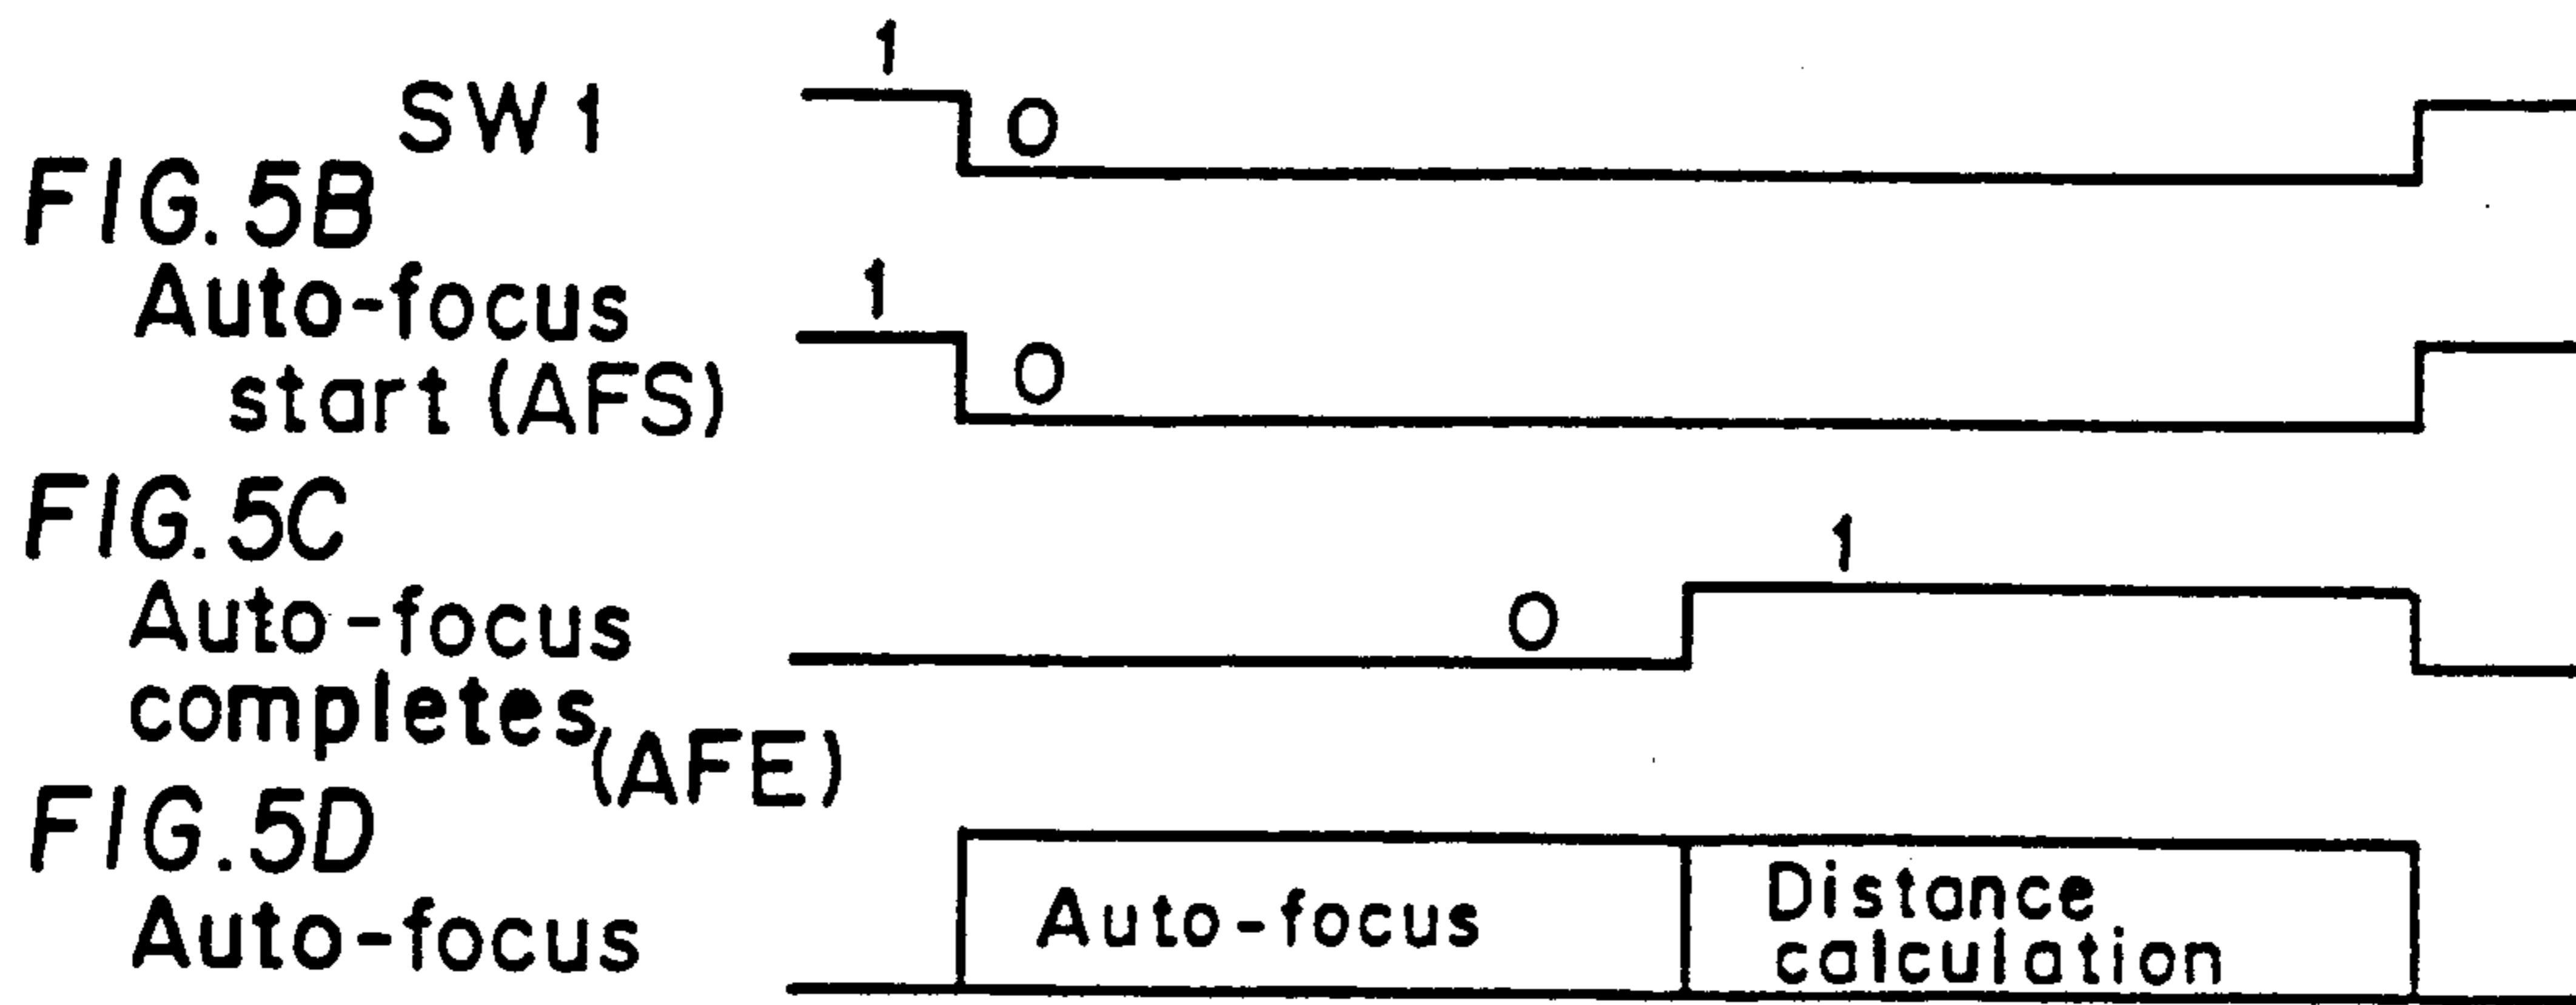 1
SW1
0
FIG.5B
Auto-focus
start (AFS)
1
0
FIG.5C
Auto-focus
completes
(AFE)
0
1
FIG.5D
Auto-focus
Auto-focus
Distance
calculation